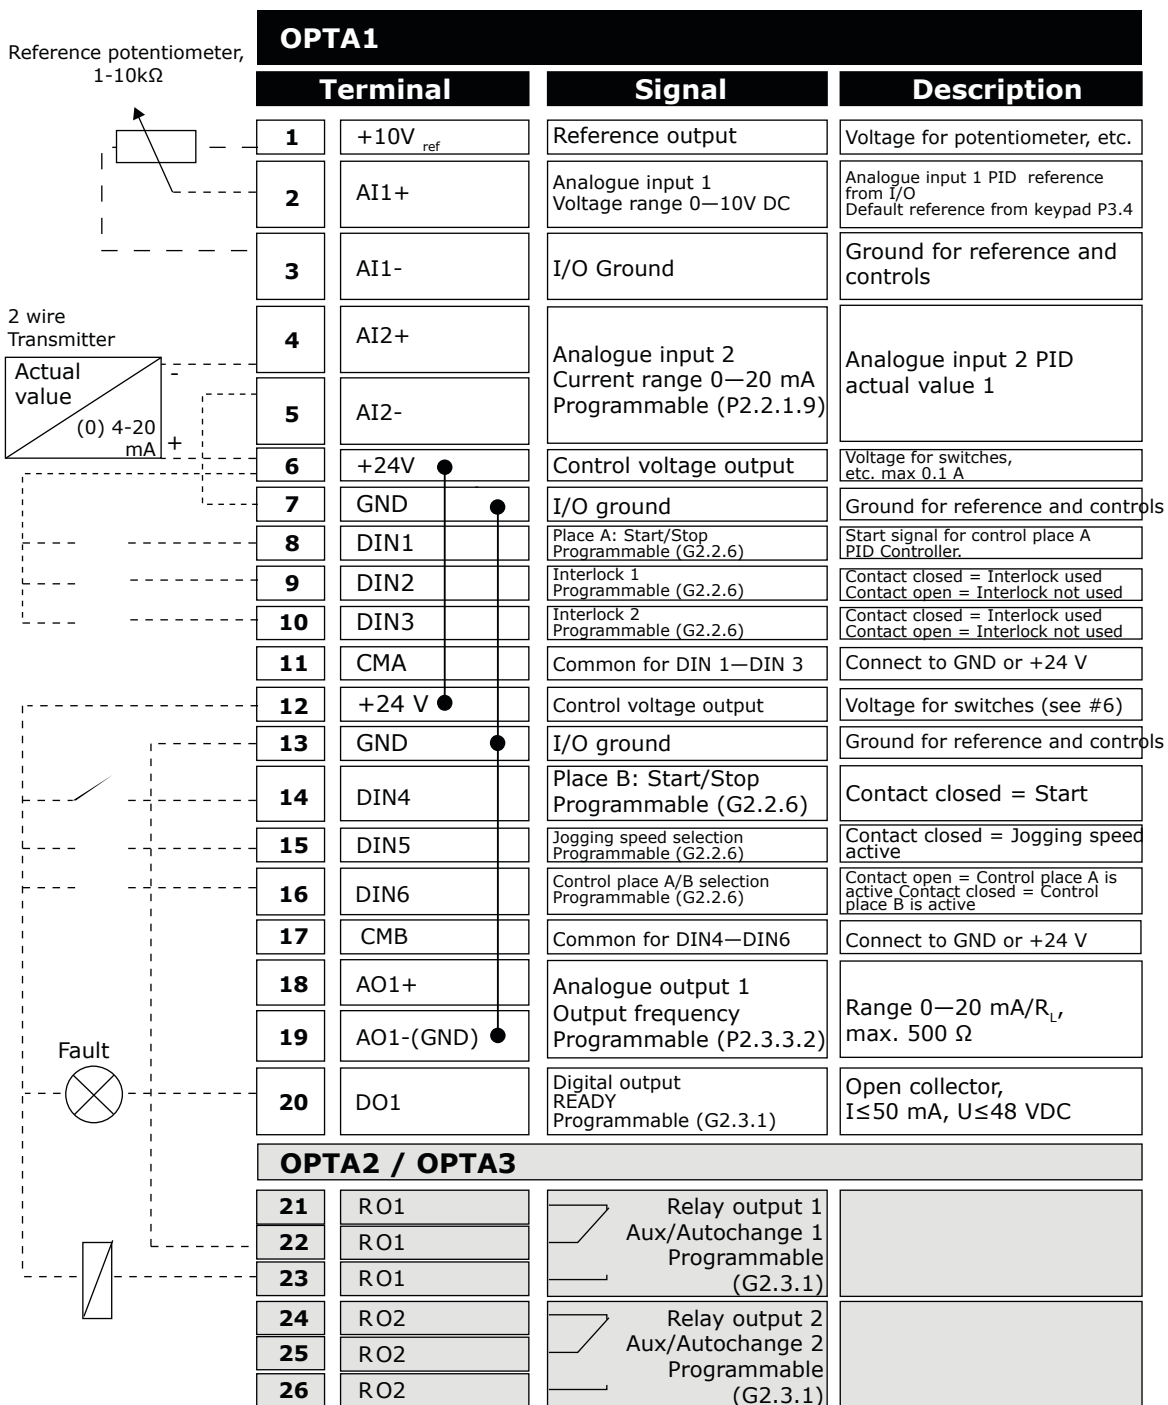 OPTA1
Reference potentiometer,
1-10kΩ
Terminal Signal Description
1 +10V ref Reference output Voltage for potentiometer, etc.
2 AI1+ Analogue input 1
Voltage range 0—10V DC
Analogue input 1 PID reference
from I/O
Default reference from keypad P3.4
3 AI1- I/O Ground Ground for reference and
controls
2 wire
Transmitter
Actual
value
(0) 4-20
mA
-
+
4 AI2+
5 AI2-
Analogue input 2
Current range 0—20 mA
Programmable (P2.2.1.9)
Analogue input 2 PID
actual value 1
6 +24V Control voltage output Voltage for switches,
etc. max 0.1 A
7 GND I/O ground Ground for reference and controls
8 DIN1 Place A: Start/Stop
Programmable (G2.2.6)
Start signal for control place A
PID Controller.
9 DIN2 Interlock 1
Programmable (G2.2.6)
Contact closed = Interlock used
Contact open = Interlock not used
10 DIN3 Interlock 2
Programmable (G2.2.6)
Contact closed = Interlock used
Contact open = Interlock not used
11 CMA Common for DIN 1—DIN 3 Connect to GND or +24 V
12 +24 V Control voltage output Voltage for switches (see #6)
13 GND I/O ground Ground for reference and controls
14 DIN4 Place B: Start/Stop
Programmable (G2.2.6)
Contact closed = Start
15 DIN5 Jogging speed selection
Programmable (G2.2.6)
Contact closed = Jogging speed
active
16 DIN6 Control place A/B selection
Programmable (G2.2.6)
Contact open = Control place A is
active Contact closed = Control
place B is active
17 CMB Common for DIN4—DIN6 Connect to GND or +24 V
18 AO1+
19 AO1-(GND)
Analogue output 1
Output frequency
Programmable (P2.3.3.2)
Range 0—20 mA/RL,
max. 500 Ω
Fault
20 DO1 Digital output
READY
Programmable (G2.3.1)
Open collector,
I≤50 mA, U≤48 VDC
OPTA2 / OPTA3
21 RO1
22 RO1
23 RO1
Relay output 1
Aux/Autochange 1
Programmable
(G2.3.1)
24 RO2
25 RO2
26 RO2
Relay output 2
Aux/Autochange 2
Programmable
(G2.3.1)